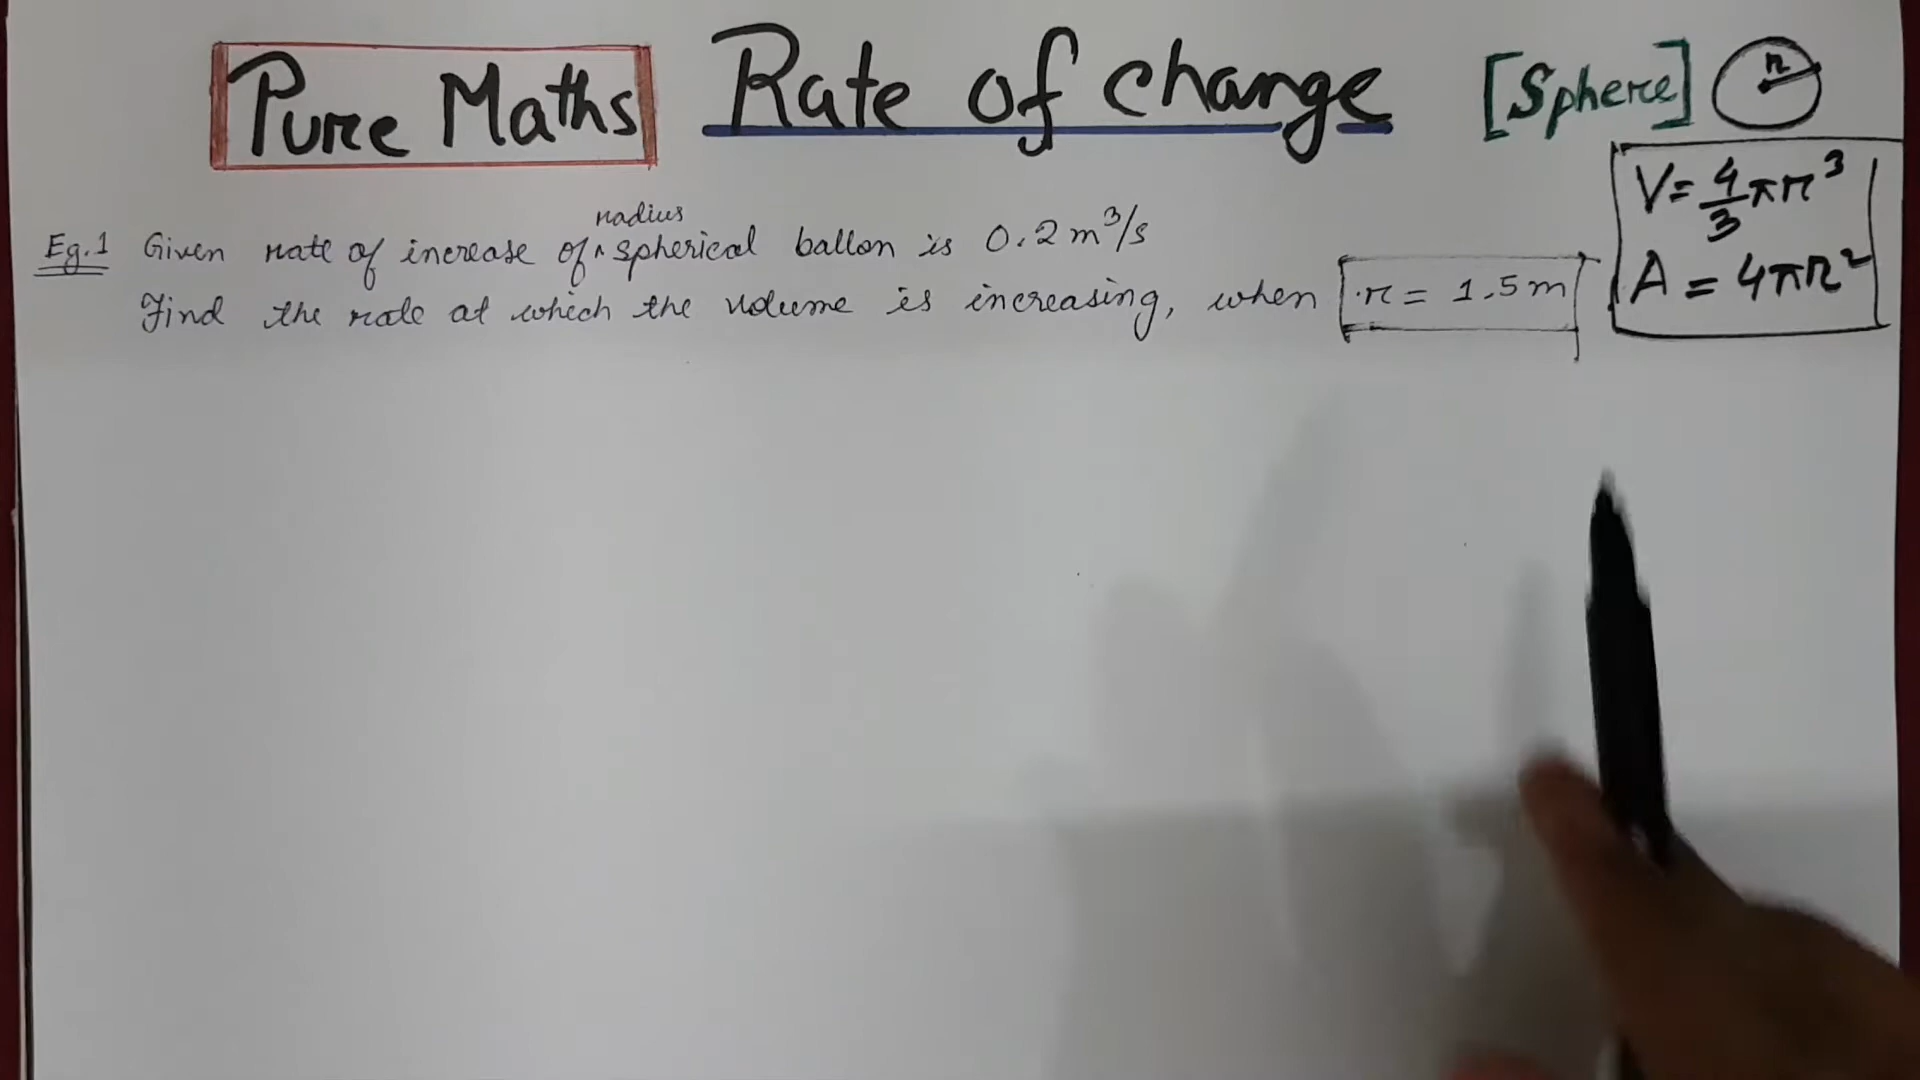 Pure Maths Rate of change [Sphere] r
V = 4/3 πr³
A = 4πr²
Eg.1 Given rate of increase of ^radius spherical ballon is 0.2 m³/s
Find the rate at which the volume is increasing, when r = 1.5m